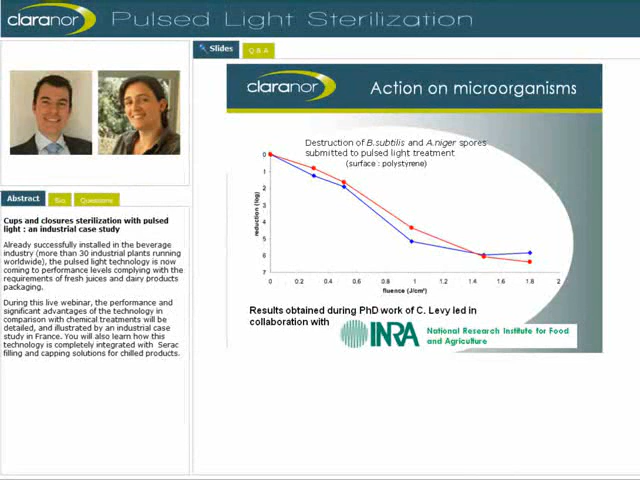 claranor
Pulsed Light Sterilization
Slides
Q & A
claranor
Action on microorganisms
Destruction of B.subtilis and A.niger spores
submitted to pulsed light treatment
(surface : polystyrene)
reduction (log)
0
1
2
3
4
5
6
7
0
0.2
0.4
0.6
0.8
1
1.2
1.4
1.6
1.8
2
fluence (J/cm²)
Results obtained during PhD work of C. Levy led in
collaboration with
INRA
National Research Institute for Food
and Agriculture
Abstract
Bio
Questions
Cups and closures sterilization with pulsed
light : an industrial case study
Already successfully installed in the beverage
industry (more than 30 industrial plants running
worldwide), the pulsed light technology is now
coming to performance levels complying with the
requirements of fresh juices and dairy products
packaging.
During this live webinar, the performance and
significant advantages of the technology in
comparison with chemical treatments will be
detailed, and illustrated by an industrial case
study in France. You will also learn how this
technology is completely integrated with Serac
filling and capping solutions for chilled products.